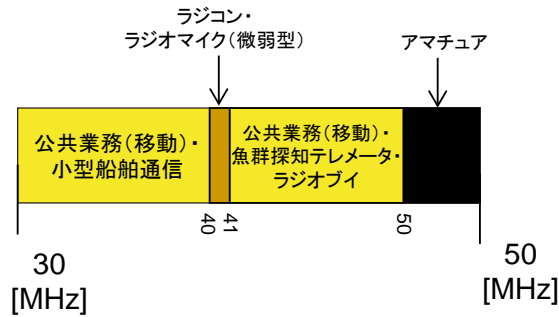 ラジコン・
ラジオマイク(微弱型)
アマチュア
公共業務(移動)・
小型船舶通信
公共業務(移動)・
魚群探知テレメータ・
ラジオブイ
40
41
50
30
[MHz]
50
[MHz]